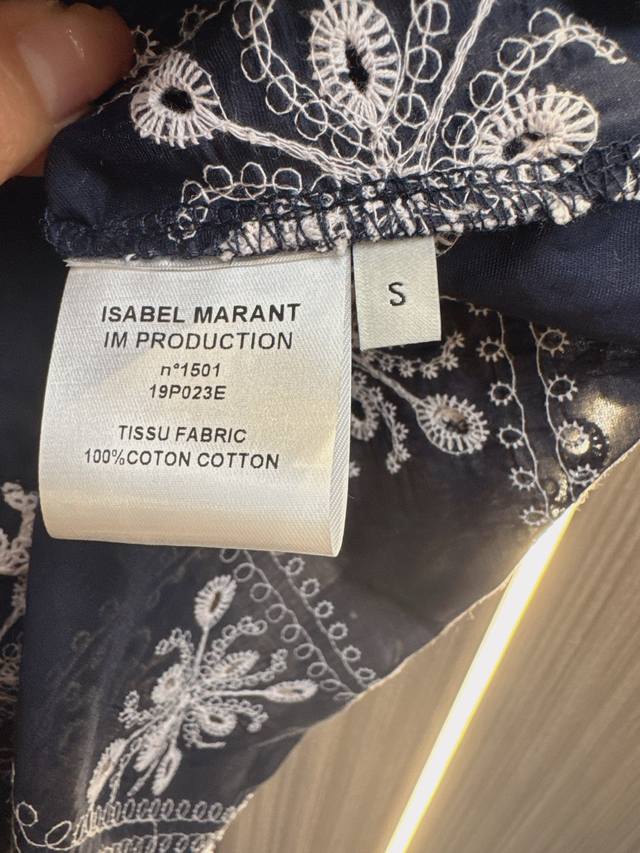 ISABEL MARANT
IM PRODUCTION
n°1501
19P023E
TISSU FABRIC
100%COTON COTTON
S